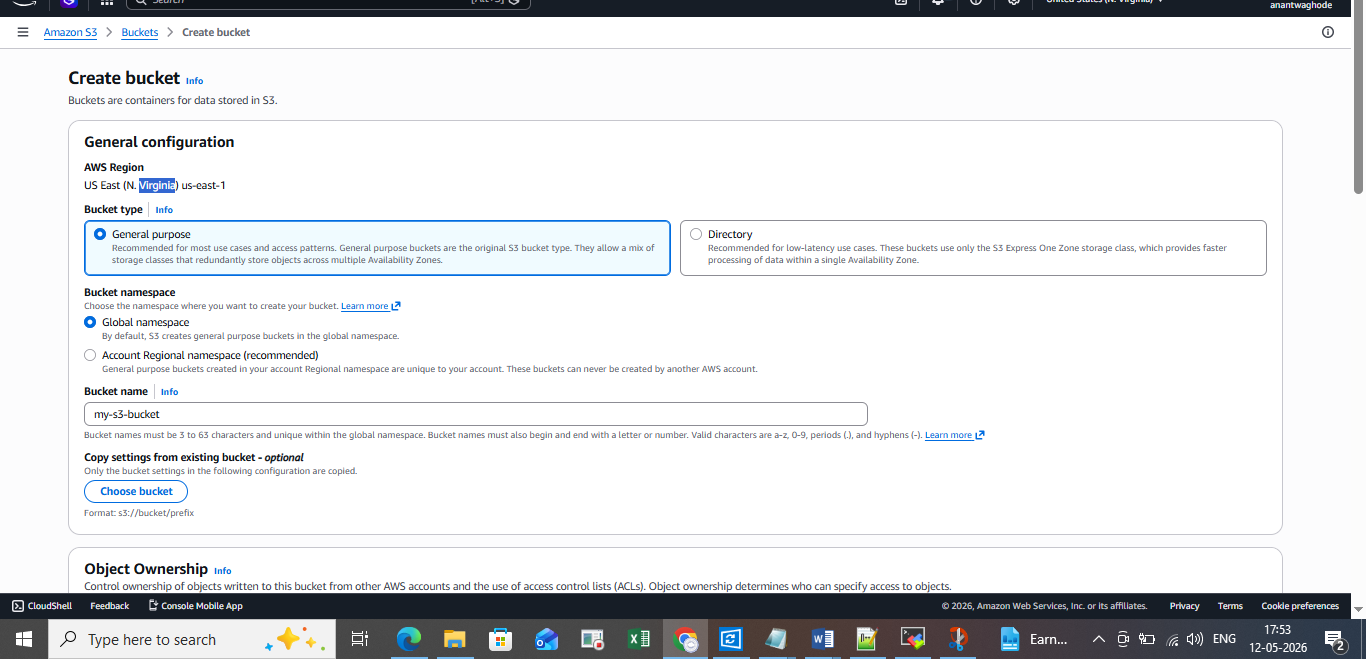 Search [Alt+S] United States (N. Virginia)
anantwaghode
Amazon S3 > Buckets > Create bucket
Create bucket Info
Buckets are containers for data stored in S3.
General configuration
AWS Region
US East (N. Virginia) us-east-1
Bucket type Info
General purpose
Recommended for most use cases and access patterns. General purpose buckets are the original S3 bucket type. They allow a mix of
storage classes that redundantly store objects across multiple Availability Zones.
Directory
Recommended for low-latency use cases. These buckets use only the S3 Express One Zone storage class, which provides faster
processing of data within a single Availability Zone.
Bucket namespace
Choose the namespace where you want to create your bucket. Learn more
Global namespace
By default, S3 creates general purpose buckets in the global namespace.
Account Regional namespace (recommended)
General purpose buckets created in your account Regional namespace are unique to your account. These buckets can never be created by another AWS account.
Bucket name Info
my-s3-bucket
Bucket names must be 3 to 63 characters and unique within the global namespace. Bucket names must also begin and end with a letter or number. Valid characters are a-z, 0-9, periods (.), and hyphens (-). Learn more
Copy settings from existing bucket - optional
Only the bucket settings in the following configuration are copied.
Choose bucket
Format: s3://bucket/prefix
Object Ownership Info
Control ownership of objects written to this bucket from other AWS accounts and the use of access control lists (ACLs). Object ownership determines who can specify access to objects.
CloudShell Feedback Console Mobile App © 2026, Amazon Web Services, Inc. or its affiliates. Privacy Terms Cookie preferences
Type here to search Earn... ENG 17:53
12-05-2026 2